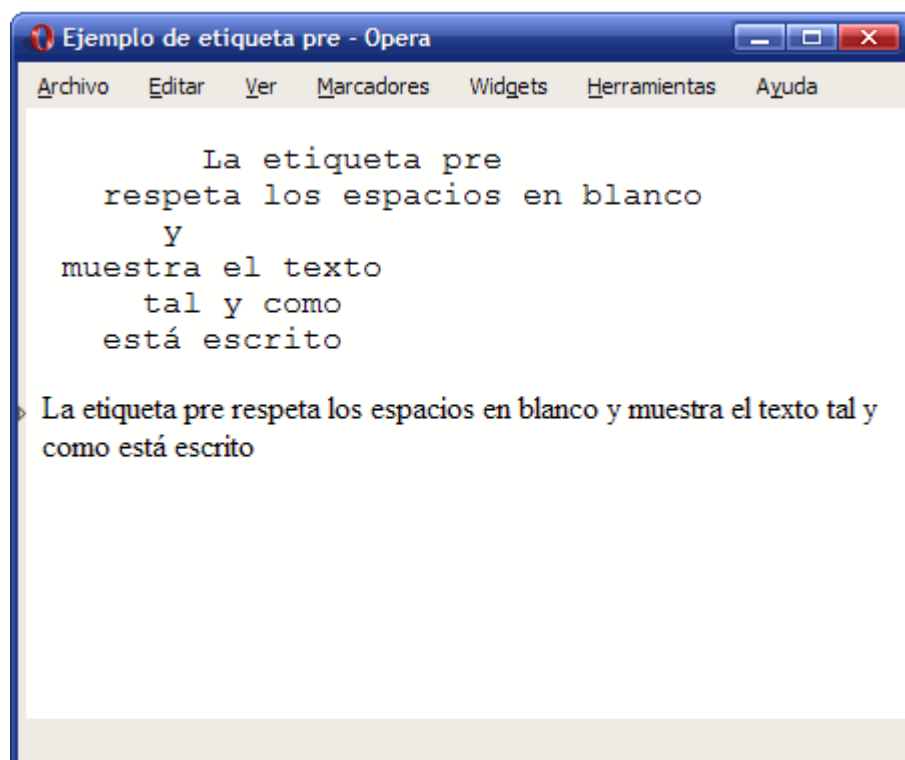 Ejemplo de etiqueta pre - Opera
Archivo Editar Ver Marcadores Widgets Herramientas Ayuda
La etiqueta pre
respeta los espacios en blanco
y
muestra el texto
tal y como
está escrito
La etiqueta pre respeta los espacios en blanco y muestra el texto tal y
como está escrito